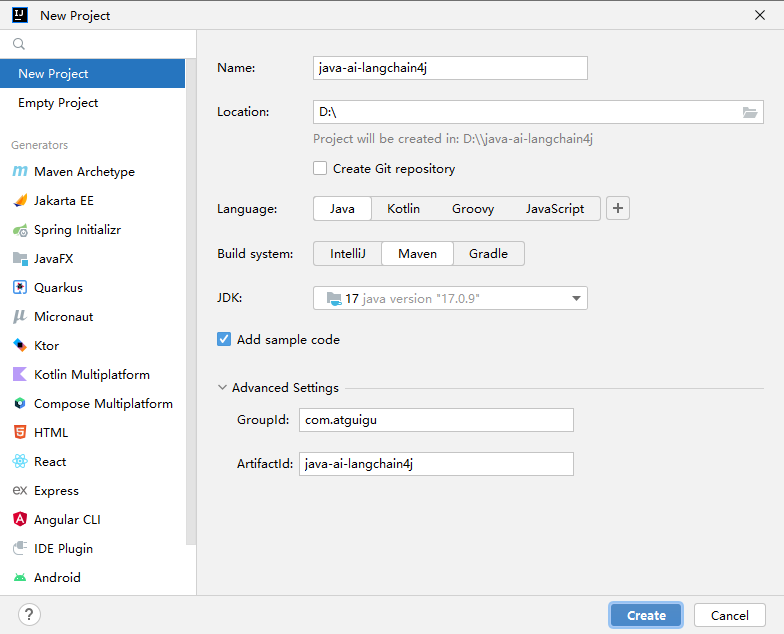 New Project
New Project
Empty Project
Generators
Maven Archetype
Jakarta EE
Spring Initializr
JavaFX
Quarkus
Micronaut
Ktor
Kotlin Multiplatform
Compose Multiplatform
HTML
React
Express
Angular CLI
IDE Plugin
Android
Name: java-ai-langchain4j
Location: D:\
Project will be created in: D:\\java-ai-langchain4j
Create Git repository
Language: Java Kotlin Groovy JavaScript +
Build system: IntelliJ Maven Gradle
JDK: 17 java version "17.0.9"
Add sample code
Advanced Settings
GroupId: com.atguigu
ArtifactId: java-ai-langchain4j
? Create Cancel